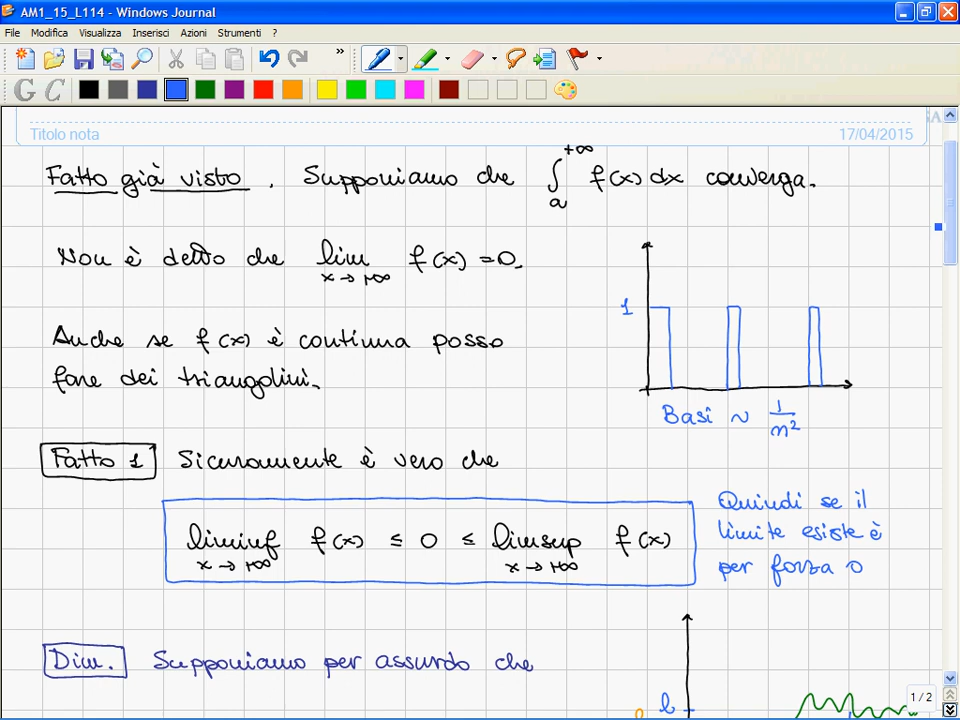 AM1_15_L114 - Windows Journal
File Modifica Visualizza Inserisci Azioni Strumenti ?
G C
Titolo nota 17/04/2015
Fatto già visto. Supponiamo che ∫ₐ^{+∞} f(x) dx converga.
Non è detto che lim_{x→+∞} f(x) = 0.
Anche se f(x) è continua posso
fare dei triangolini.
1
Basi ~ 1/n²
Fatto 1 Sicuramente è vero che
liminf_{x→+∞} f(x) ≤ 0 ≤ limsup_{x→+∞} f(x)
Quindi se il
limite esiste è
per forza 0
Dim. Supponiamo per assurdo che
l
1 / 2